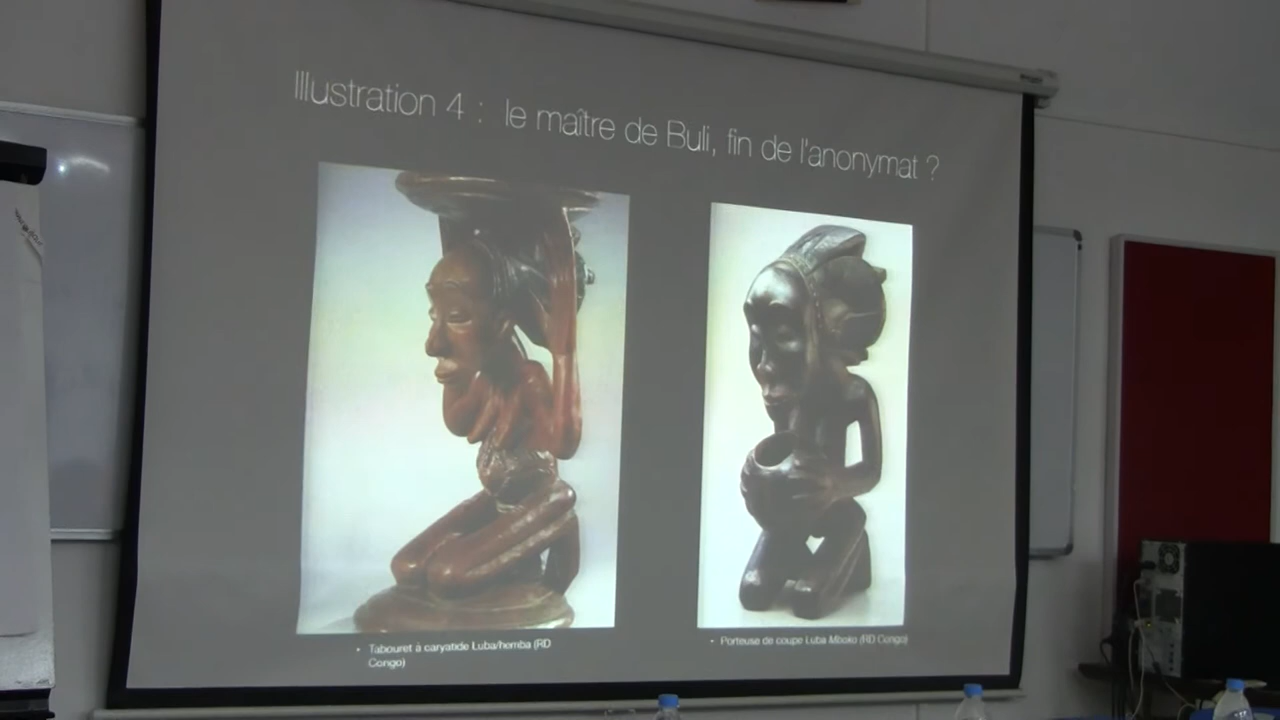 Illustration 4 : le maître de Buli, fin de l'anonymat ?
• Tabouret à caryatide Luba/hemba (RD
Congo)
• Porteuse de coupe Luba Mboko (RD Congo)